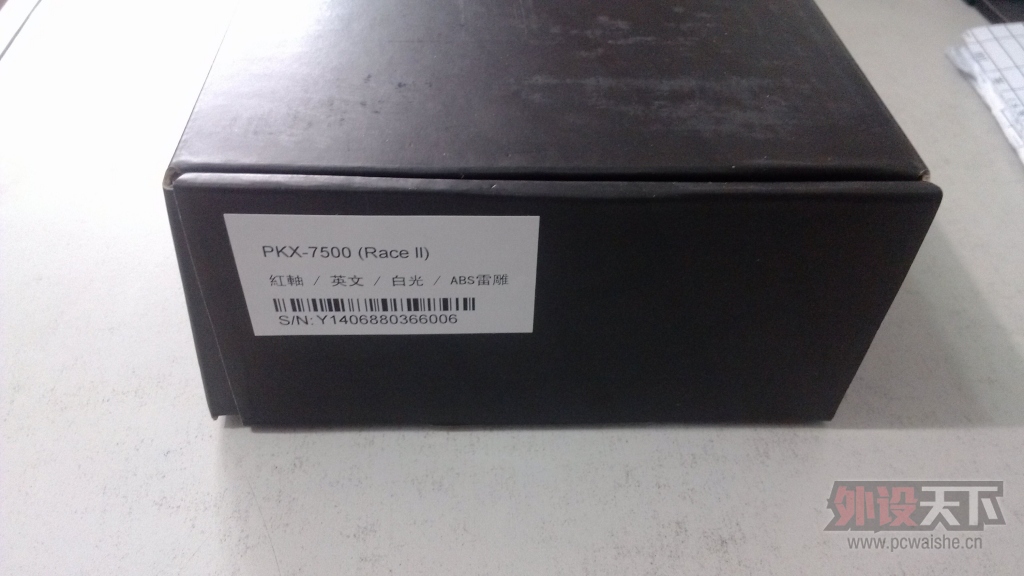 PKX-7500 (Race II)
紅軸 / 英文 / 白光 / ABS雷雕
S/N:Y1406880366006
外设天下
www.pcwaishe.cn